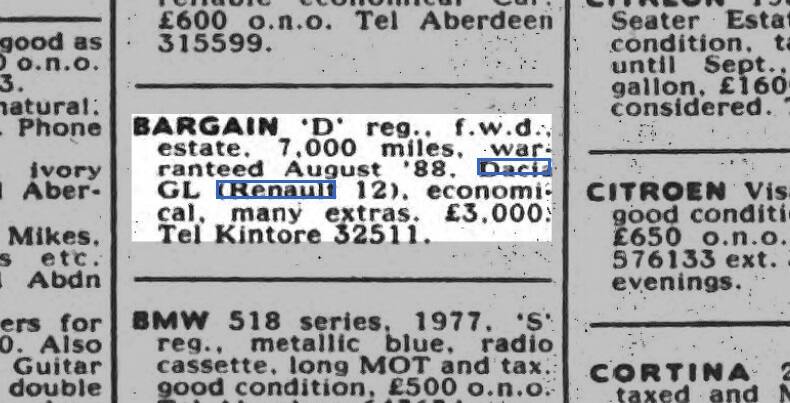 good as
o.n.o.
3.
natural;
Phone
ivory
Aber-
Mikes,
etc.
Abdn
ers for
0. Also
Guitar
double
£600 o.n.o. Tel Aberdeen
315599.
BARGAIN 'D' reg., f.w.d.,
estate, 7,000 miles, war-
ranteed August '88, Dacia
GL (Renault 12), economi-
cal, many extras. £3,000.
Tel Kintore 32511.
BMW 518 series, 1977, 'S'
reg., metallic blue, radio
cassette, long MOT and tax,
good condition, £500 o.n.o.
Seater Estat
condition, ta
until Sept.,
gallon, £160
considered.
CITROEN Vis
good conditi
£650 o.n.o.
576133 ext.
evenings.
CORTINA 2
taxed and M